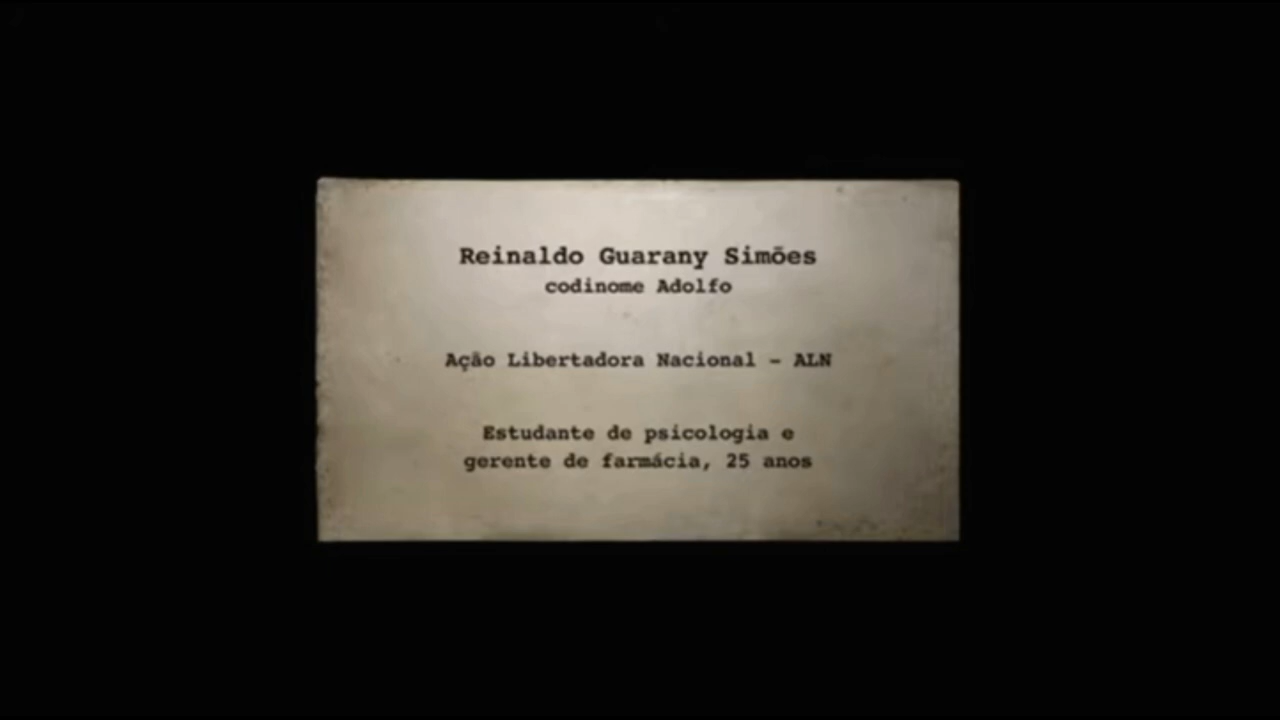 Reinaldo Guarany Simões
codinome Adolfo
Ação Libertadora Nacional - ALN
Estudante de psicologia e
gerente de farmácia, 25 anos